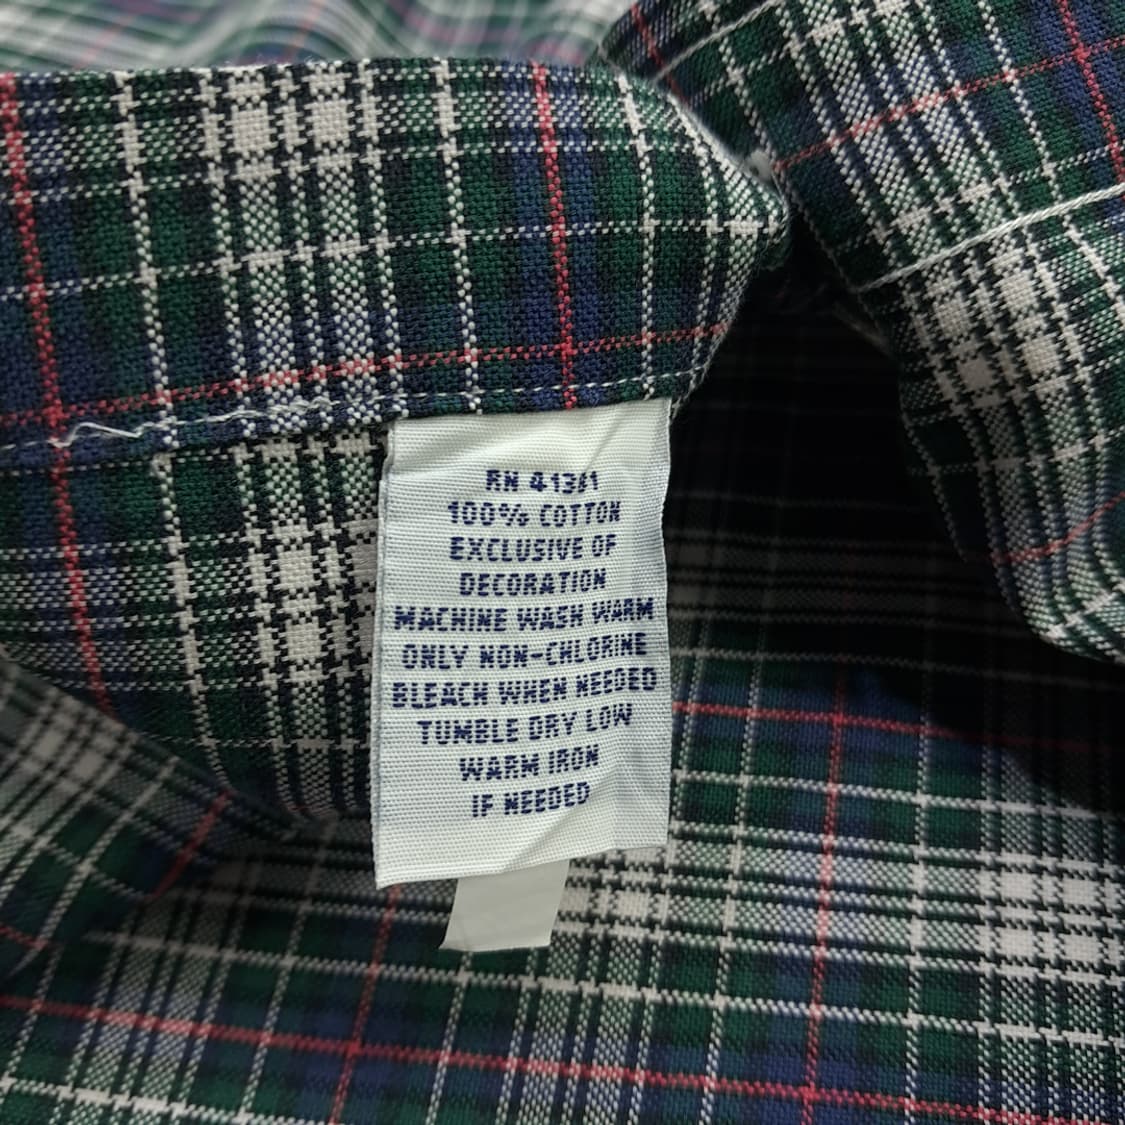 RN 41381
100% COTTON
EXCLUSIVE OF
DECORATION
MACHINE WASH WARM
ONLY NON-CHLORINE
BLEACH WHEN NEEDED
TUMBLE DRY LOW
WARM IRON
IF NEEDED